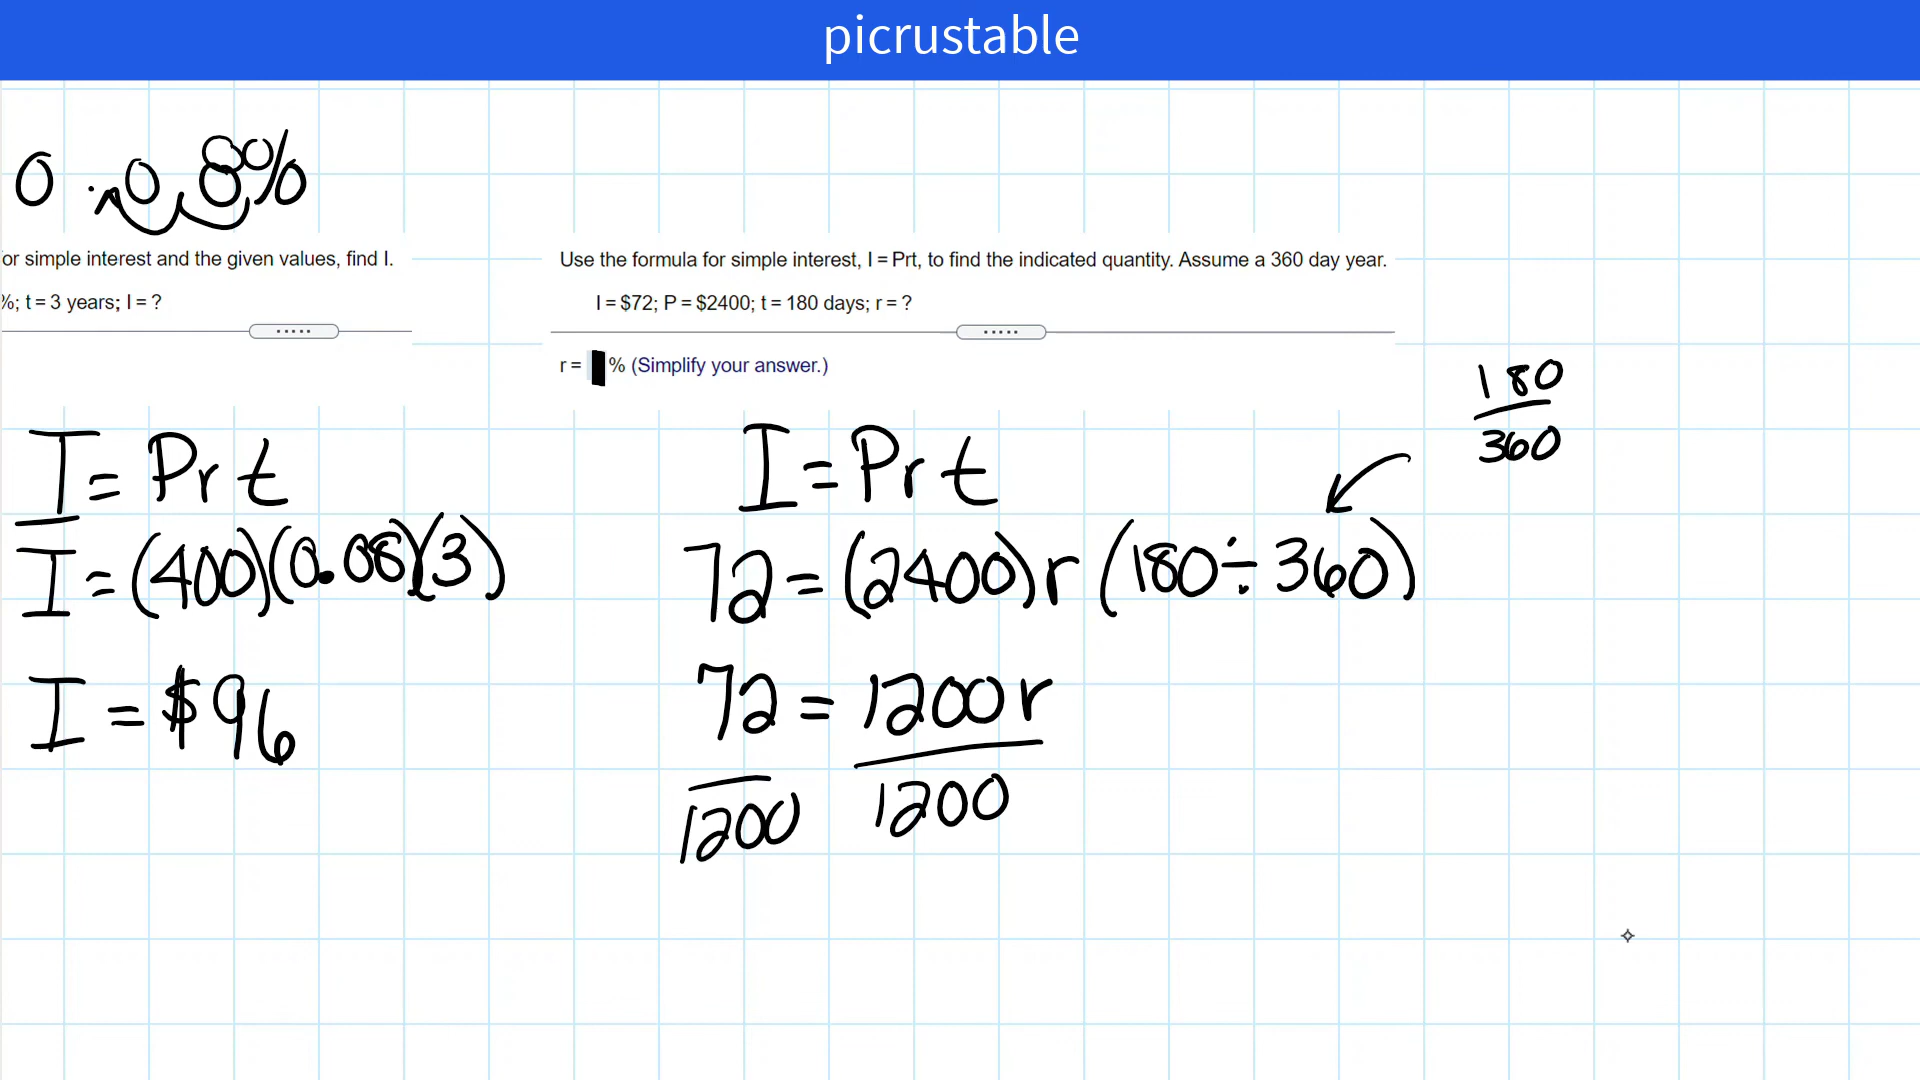 picrustable
0.08%
or simple interest and the given values, find I.
%; t = 3 years; I = ?
I = Prt
I = (400)(0.08)(3)
I = $96
Use the formula for simple interest, I = Prt, to find the indicated quantity. Assume a 360 day year.
I = $72; P = $2400; t = 180 days; r = ?
r = % (Simplify your answer.)
I = Prt
72 = (2400) r (180 ÷ 360)
72 = 1200r
1200 1200
180
360